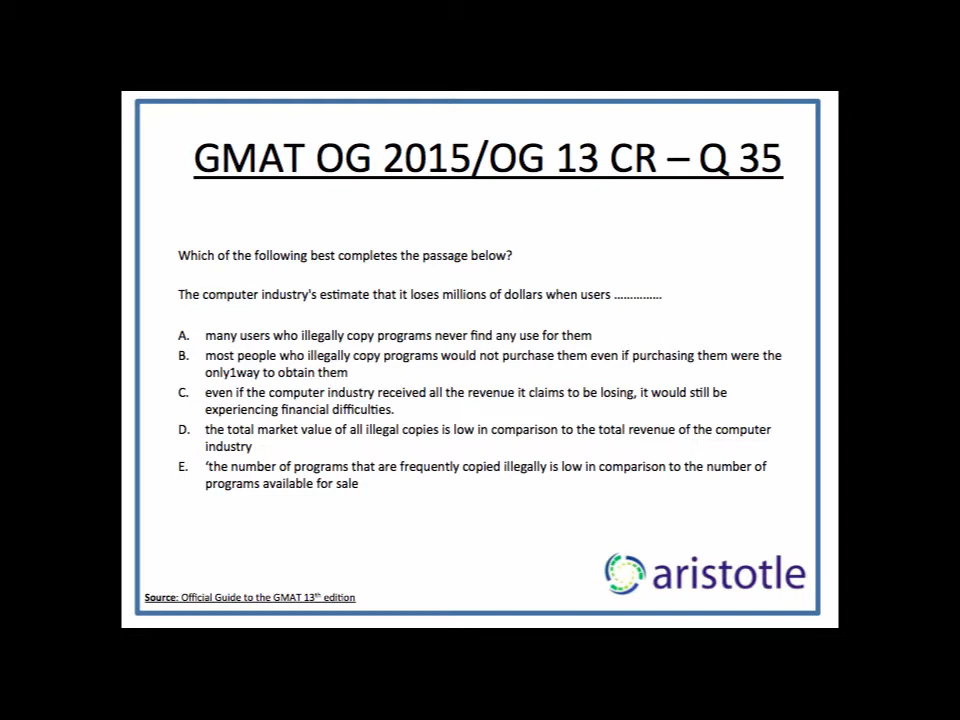 GMAT OG 2015/OG 13 CR – Q 35
Which of the following best completes the passage below?
The computer industry's estimate that it loses millions of dollars when users ……………
A. many users who illegally copy programs never find any use for them
B. most people who illegally copy programs would not purchase them even if purchasing them were the
only1way to obtain them
C. even if the computer industry received all the revenue it claims to be losing, it would still be
experiencing financial difficulties.
D. the total market value of all illegal copies is low in comparison to the total revenue of the computer
industry
E. ‘the number of programs that are frequently copied illegally is low in comparison to the number of
programs available for sale
aristotle
Source: Official Guide to the GMAT 13th edition